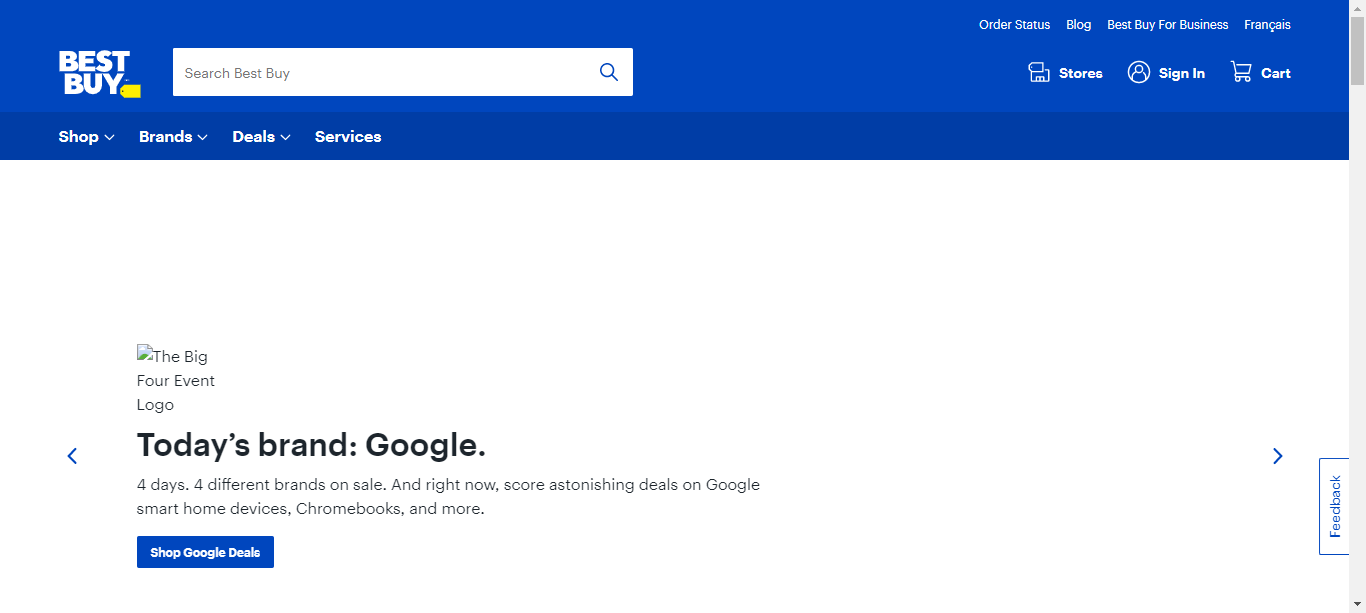 Order Status Blog Best Buy For Business Français
BEST
BUY
Search Best Buy
Stores Sign In Cart
Shop Brands Deals Services
The Big
Four Event
Logo
Today’s brand: Google.
4 days. 4 different brands on sale. And right now, score astonishing deals on Google
smart home devices, Chromebooks, and more.
Shop Google Deals
Feedback